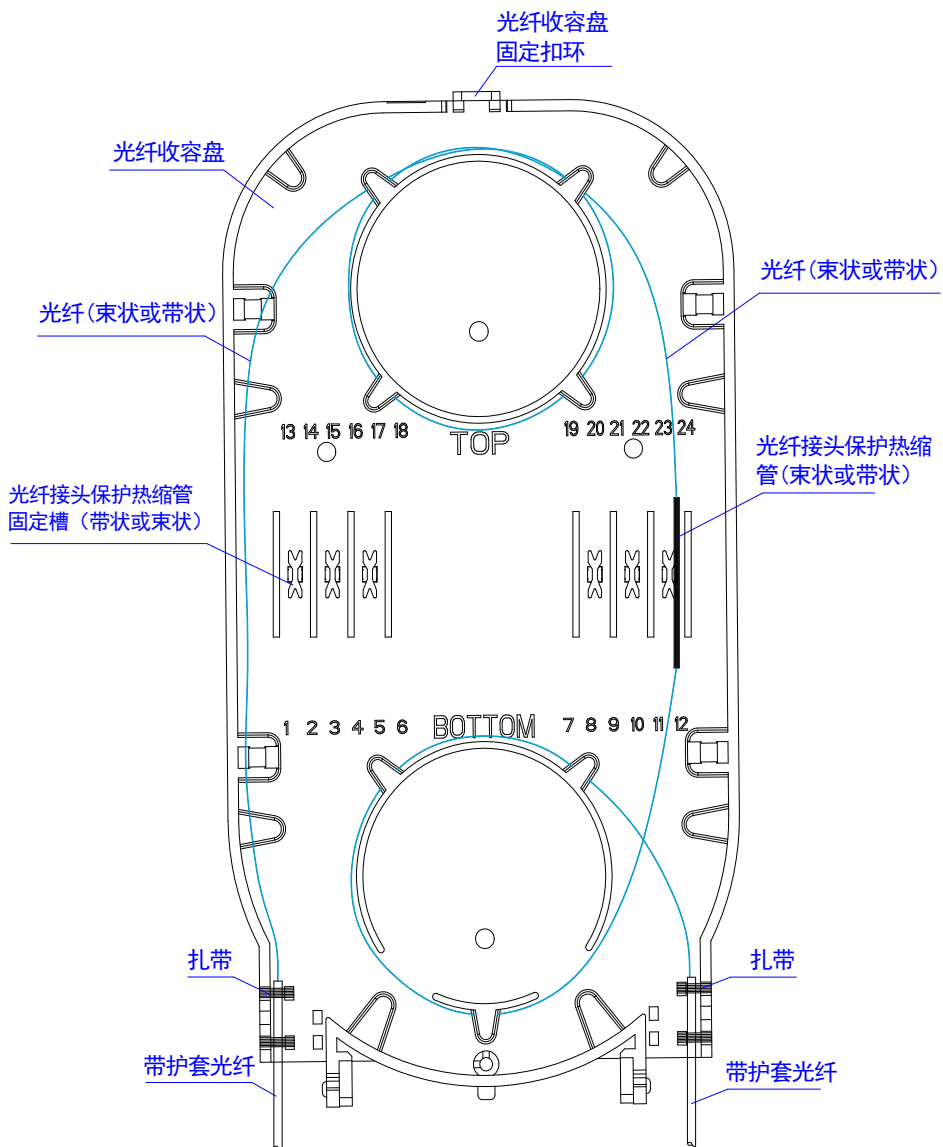 光纤收容盘
固定扣环
光纤收容盘
光纤(束状或带状)
光纤(束状或带状)
13 14 15 16 17 18
TOP
19 20 21 22 23 24
光纤接头保护热缩
管(束状或带状)
光纤接头保护热缩管
固定槽（带状或束状）
1 2 3 4 5 6
BOTTOM
7 8 9 10 11 12
扎带
扎带
带护套光纤
带护套光纤